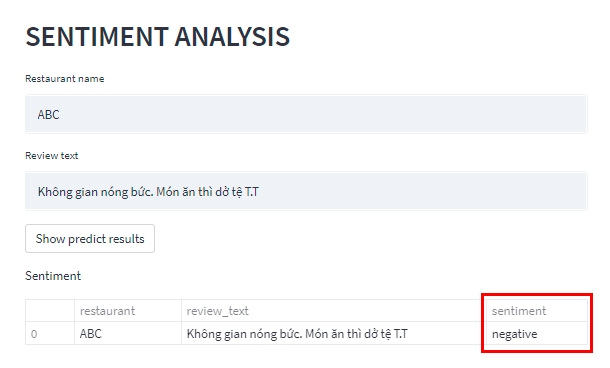 SENTIMENT ANALYSIS
Restaurant name
ABC
Review text
Không gian nóng bức. Món ăn thì dở tệ T.T
Show predict results
Sentiment
restaurant review_text sentiment
0 ABC Không gian nóng bức. Món ăn thì dở tệ T.T negative